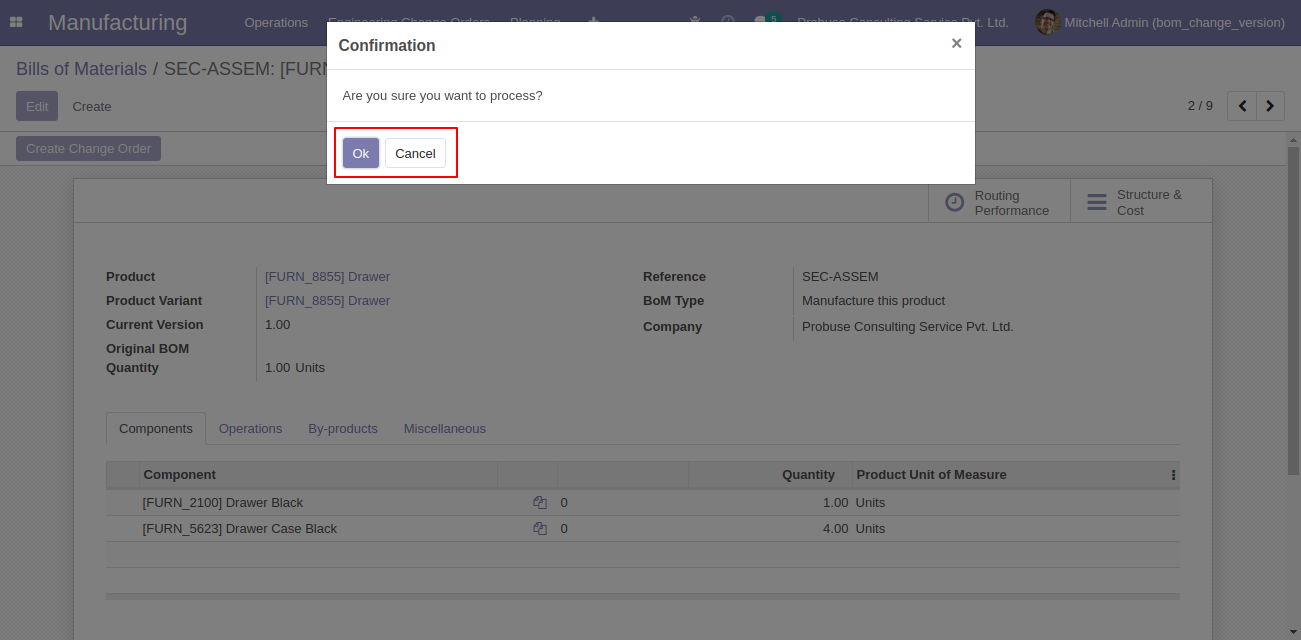 Manufacturing Operations Engineering Change Orders Planning 5 Probuse Consulting Service Pvt. Ltd. Mitchell Admin (bom_change_version)
Confirmation ×
Bills of Materials / SEC-ASSEM: [FURN
Are you sure you want to process?
Edit Create 2 / 9
Create Change Order
Ok Cancel
Routing Performance
Structure & Cost
Product [FURN_8855] Drawer
Product Variant [FURN_8855] Drawer
Current Version 1.00
Original BOM
Quantity 1.00 Units
Reference SEC-ASSEM
BoM Type Manufacture this product
Company Probuse Consulting Service Pvt. Ltd.
Components Operations By-products Miscellaneous
Component Quantity Product Unit of Measure
[FURN_2100] Drawer Black 0 1.00 Units
[FURN_5623] Drawer Case Black 0 4.00 Units